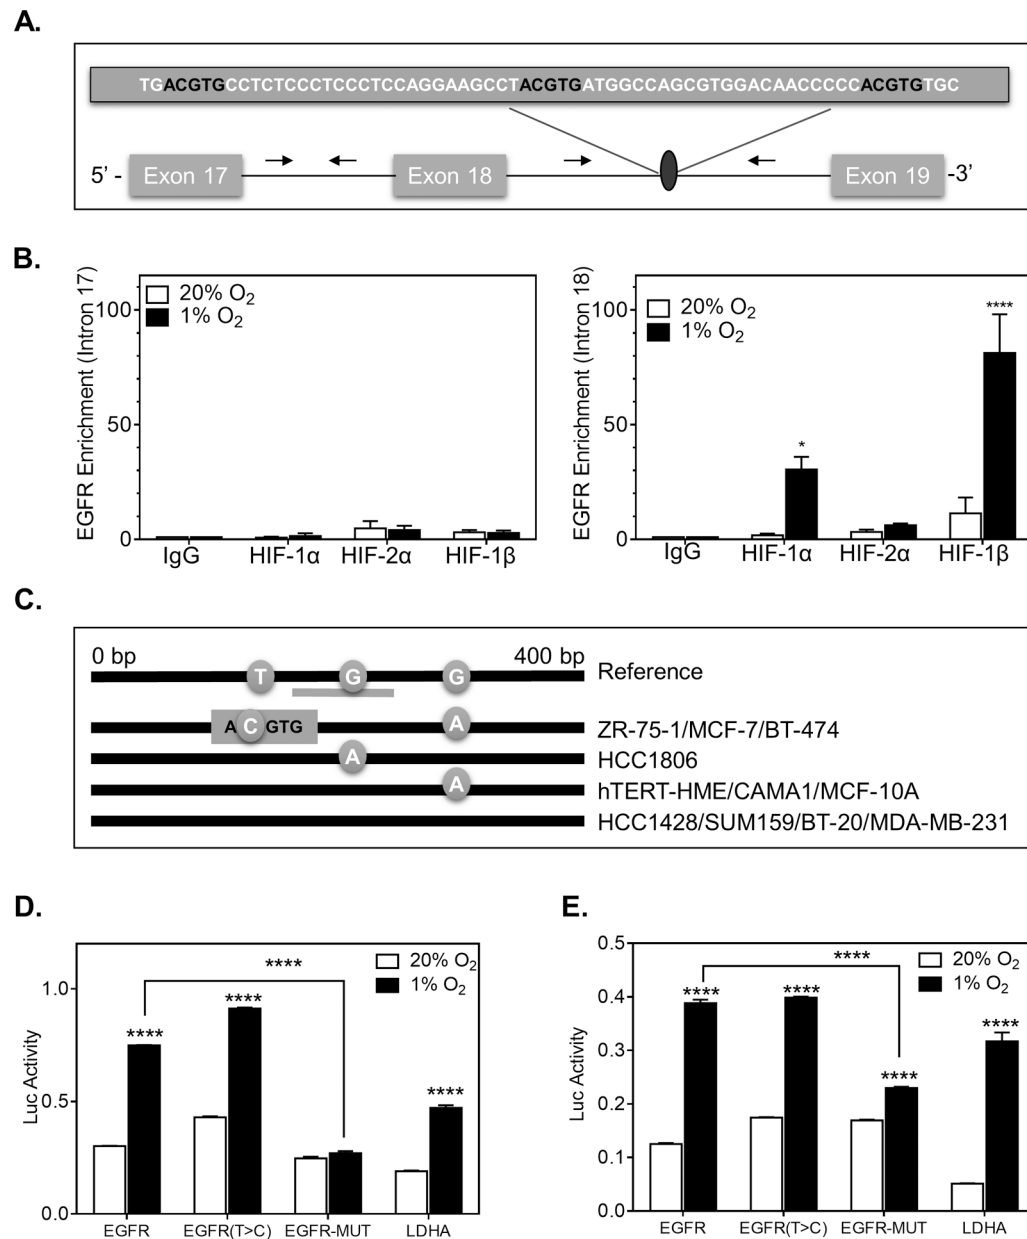 A.
TGACGTGCCTCTCCCTCCCTCCAGGAAGCCTACGTGATGGCCAGCGTGGACAACCCCCACGTGTGC
5' - Exon 17 Exon 18 Exon 19 -3'
B.
EGFR Enrichment (Intron 17)
20% O2
1% O2
100
50
0
IgG HIF-1α HIF-2α HIF-1β
EGFR Enrichment (Intron 18)
20% O2
1% O2
100
50
0
*
****
IgG HIF-1α HIF-2α HIF-1β
C.
0 bp 400 bp
T G G Reference
A C GTG A ZR-75-1/MCF-7/BT-474
A HCC1806
A hTERT-HME/CAMA1/MCF-10A
HCC1428/SUM159/BT-20/MDA-MB-231
D.
Luc Activity
20% O2
1% O2
1.0
0.5
0.0
****
****
****
****
EGFR EGFR(T>C) EGFR-MUT LDHA
E.
Luc Activity
20% O2
1% O2
0.5
0.4
0.3
0.2
0.1
0.0
****
****
****
****
****
EGFR EGFR(T>C) EGFR-MUT LDHA